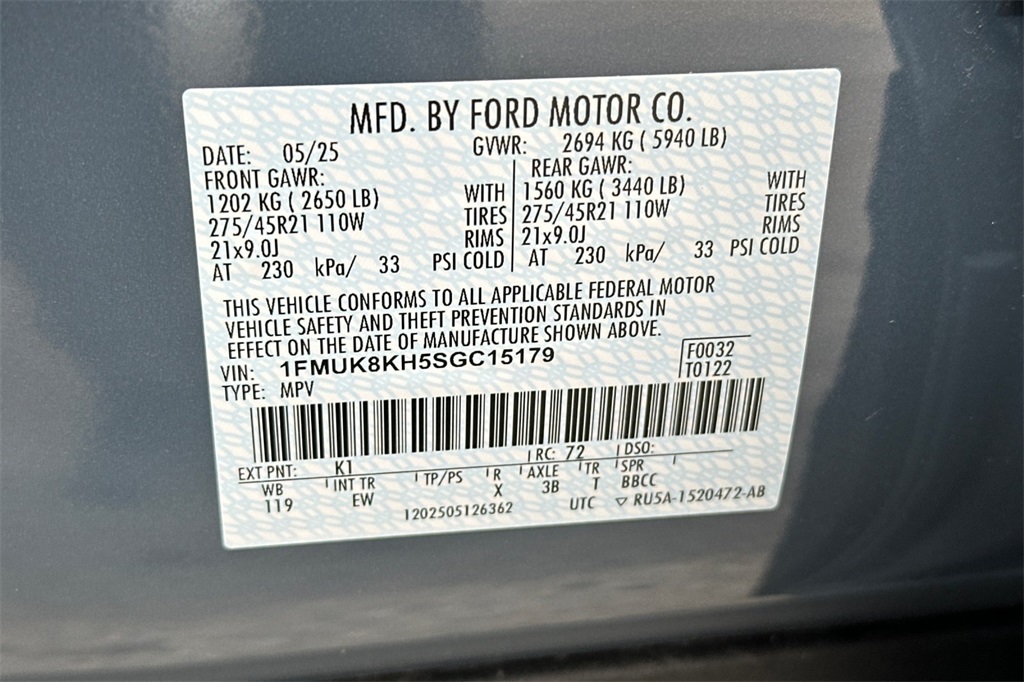 MFD. BY FORD MOTOR CO.
DATE: 05/25 GVWR: 2694 KG ( 5940 LB)
FRONT GAWR: REAR GAWR:
1202 KG ( 2650 LB) WITH 1560 KG ( 3440 LB) WITH
275/45R21 110W TIRES 275/45R21 110W TIRES
21x9.0J RIMS 21x9.0J RIMS
AT 230 kPa/ 33 PSI COLD AT 230 kPa/ 33 PSI COLD
THIS VEHICLE CONFORMS TO ALL APPLICABLE FEDERAL MOTOR
VEHICLE SAFETY AND THEFT PREVENTION STANDARDS IN
EFFECT ON THE DATE OF MANUFACTURE SHOWN ABOVE.
VIN: 1FMUK8KH5SGC15179 F0032
TYPE: MPV T0122
EXT PNT: K1 RC: 72 DSO:
WB INT TR TP/PS R AXLE TR SPR
119 EW X 3B T BBCC
1202505126362 UTC ▽ RU5A-1520472-AB